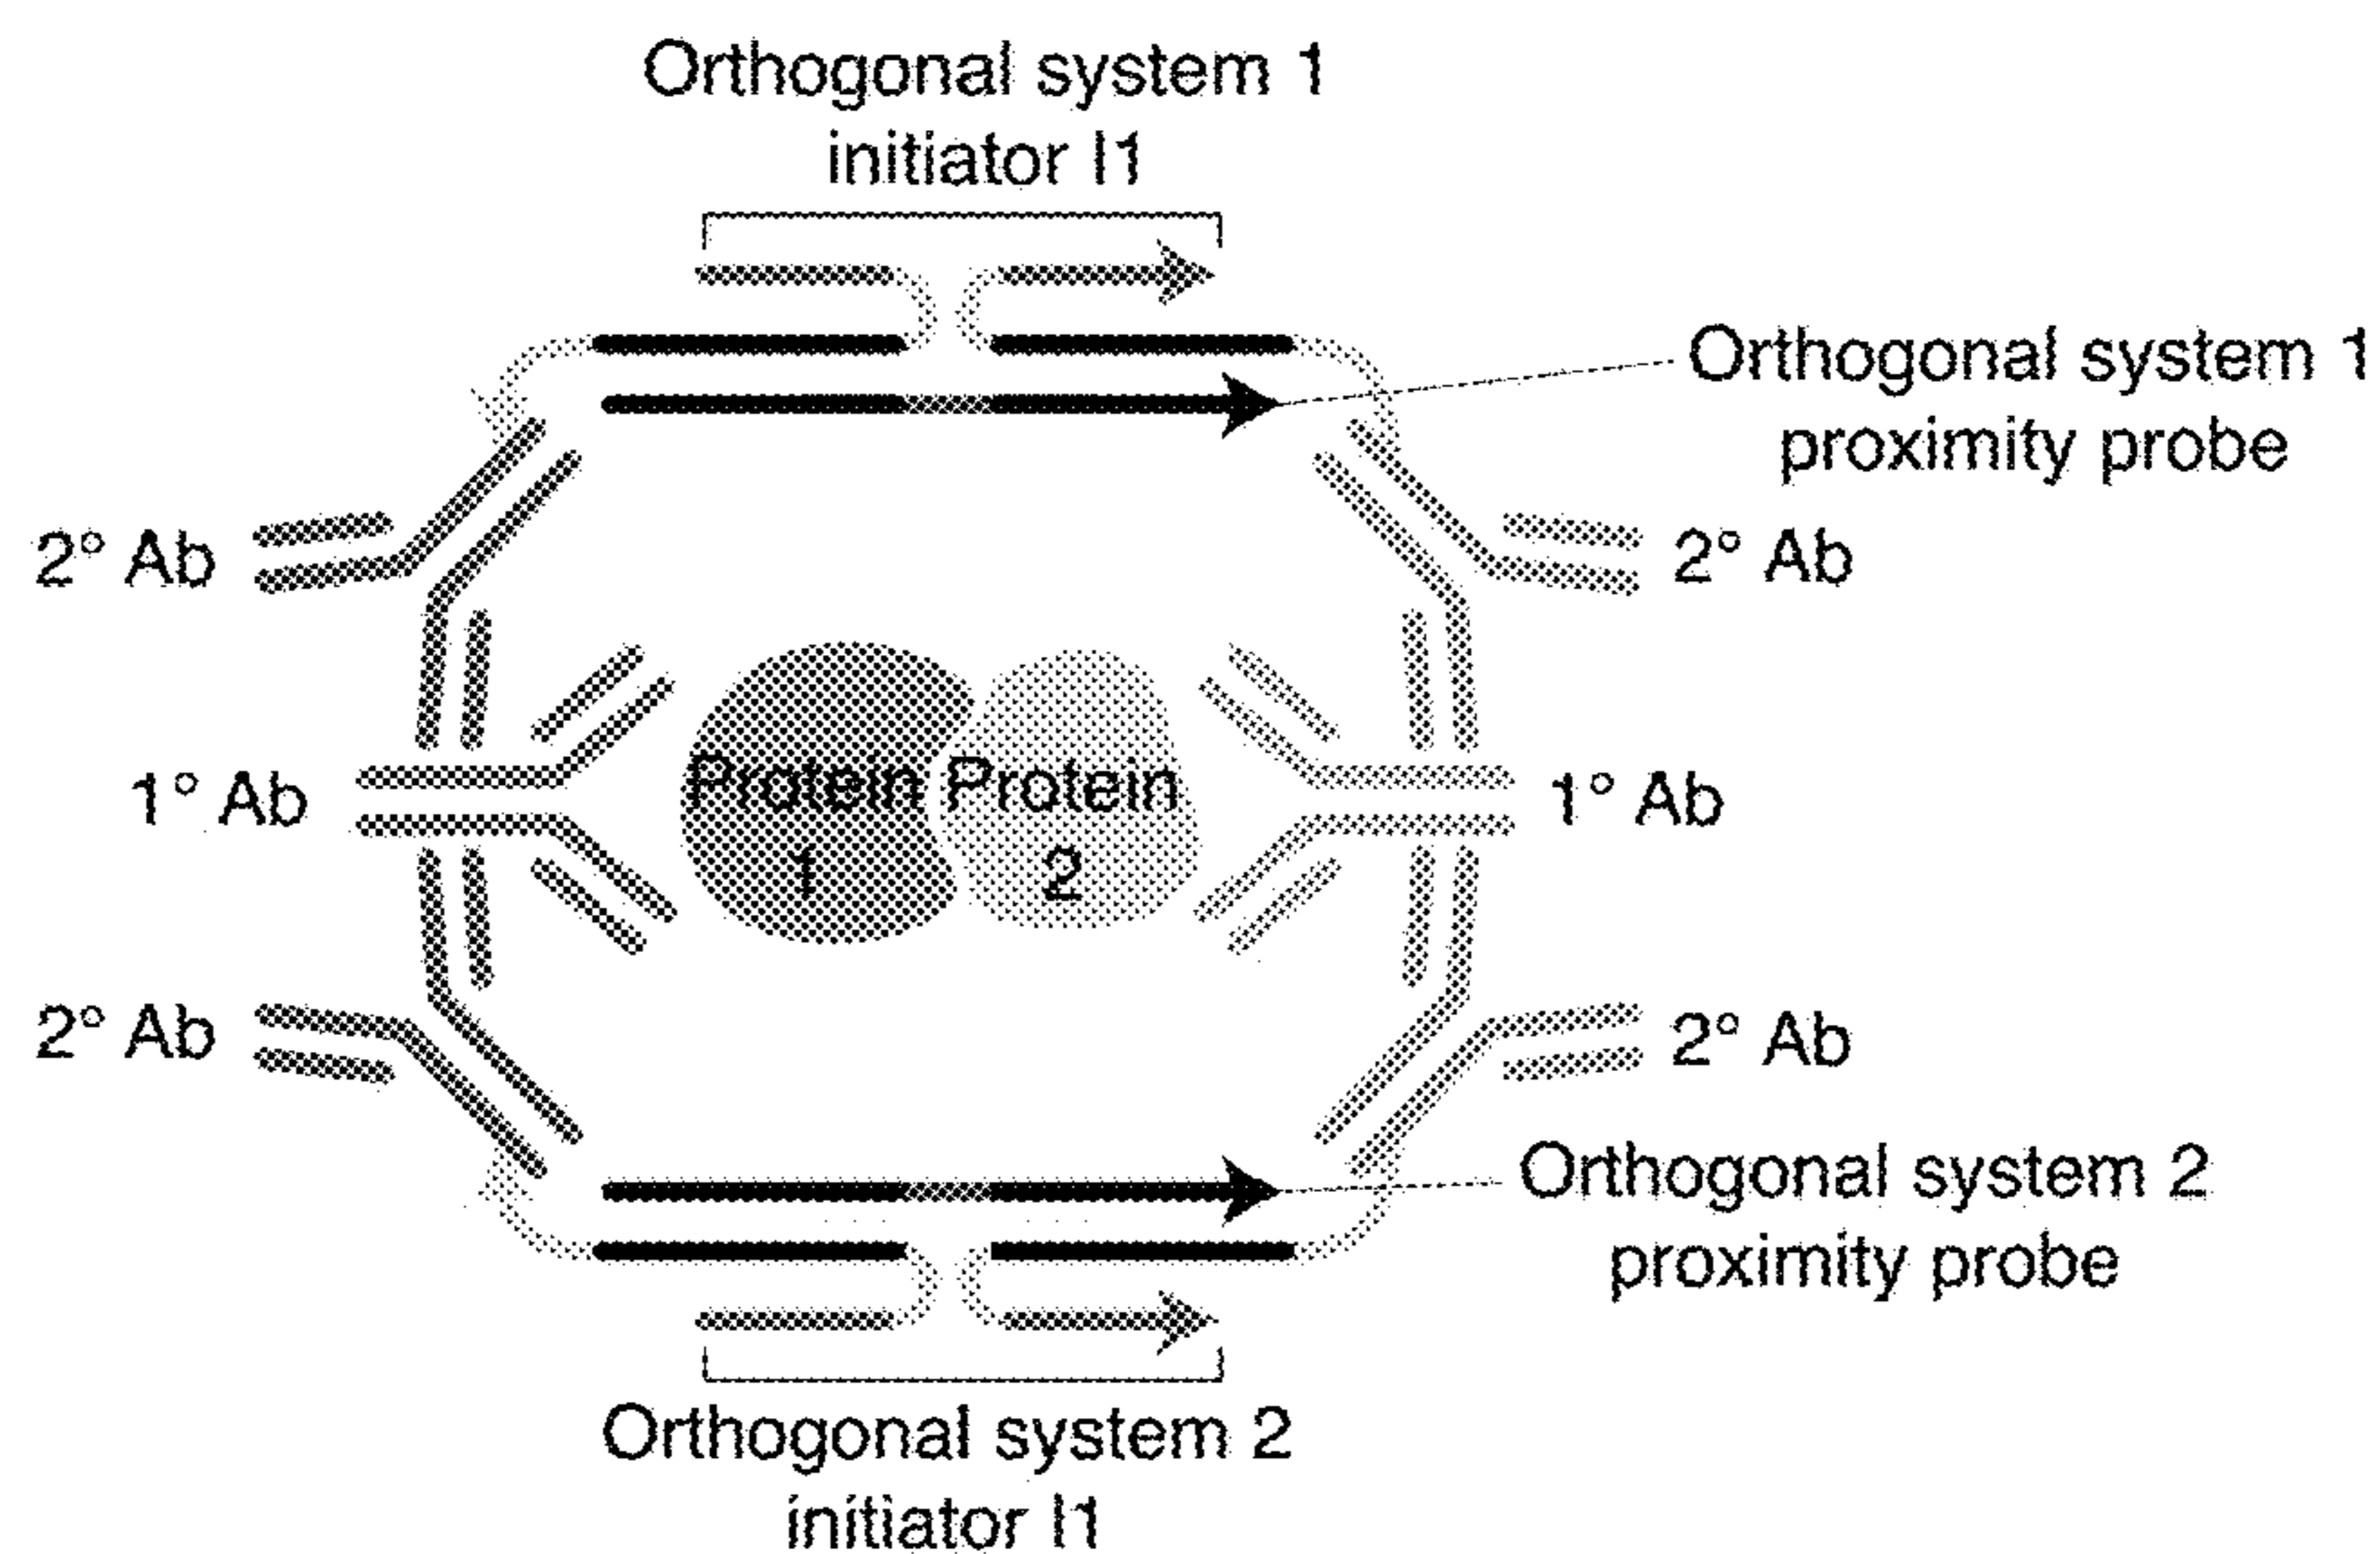 Orthogonal system 1
initiator I1
Orthogonal system 1
proximity probe
2° Ab
2° Ab
Protein Protein
1 2
1° Ab
1° Ab
2° Ab
2° Ab
Orthogonal system 2
proximity probe
Orthogonal system 2
initiator I1